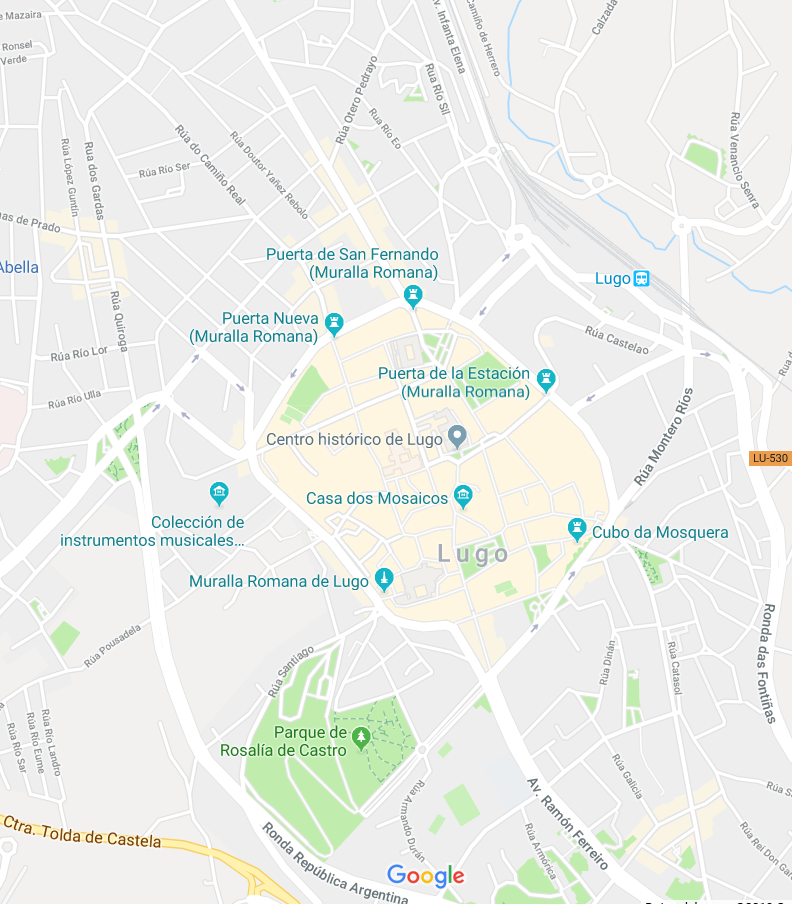 e Mazaira
Ronsel
Verde
Av. Infanta Elena
Camiño de Herrero
Calzada
Rúa Otero Pedrayo
Rúa Río Sil
Rúa Río Eo
Rúa Venancio Senra
Rúa López Guntín
Rúa dos Gardas
Rúa do Camiño Real
Rúa Doutor Yañez Rebolo
Rúa Río Ser
nas de Prado
Abella
Puerta de San Fernando
(Muralla Romana)
Lugo
Rúa Quiroga
Puerta Nueva
(Muralla Romana)
Rúa Castelao
Rúa Río Lor
Rúa d
Puerta de la Estación
(Muralla Romana)
Rúa Río Ulla
Rúa Montero Ríos
Centro histórico de Lugo
LU-530
Casa dos Mosaicos
Colección de
instrumentos musicales...
Cubo da Mosquera
Lugo
Muralla Romana de Lugo
Ronda das Fontiñas
Rúa Pousadela
Rúa Santiago
Rúa Dinán
Rúa Catasol
Parque de
Rosalía de Castro
Rúa Río Landro
Rúa Río Eume
Rúa Río Sar
Rúa Galicia
Rúa S
Rúa Armando Durán
Av. Ramón Ferreiro
Rúa Armórica
Rúa Rei Don Garc
Ctra. Tolda de Castela
Ronda República Argentina
Google